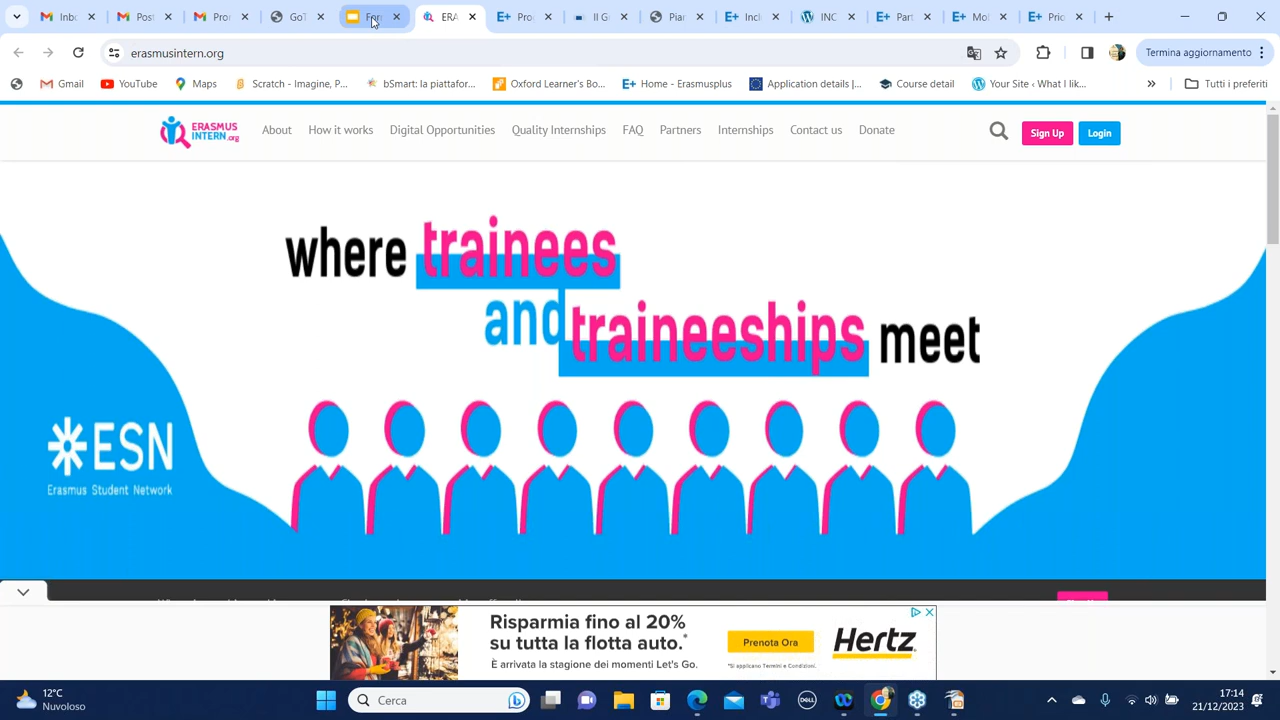 Inb
Post
Pro
GoT
For
ERA
Pro
Il G
Piar
Incl
INC
Part
Mol
Pric
erasmusintern.org
Termina aggiornamento
Gmail
YouTube
Maps
Scratch - Imagine, P...
bSmart: la piattafor...
Oxford Learner's Bo...
Home - Erasmusplus
Application details |...
Course detail
Your Site ‹ What I lik...
Tutti i preferiti
ERASMUS
INTERN.org
About
How it works
Digital Opportunities
Quality Internships
FAQ
Partners
Internships
Contact us
Donate
Sign Up
Login
where trainees
and traineeships meet
ESN
Erasmus Student Network
Risparmia fino al 20%
su tutta la flotta auto.*
È arrivata la stagione dei momenti Let's Go.
Prenota Ora
Hertz
*Si applicano Termini e Condizioni.
12°C
Nuvoloso
Cerca
DELL
17:14
21/12/2023